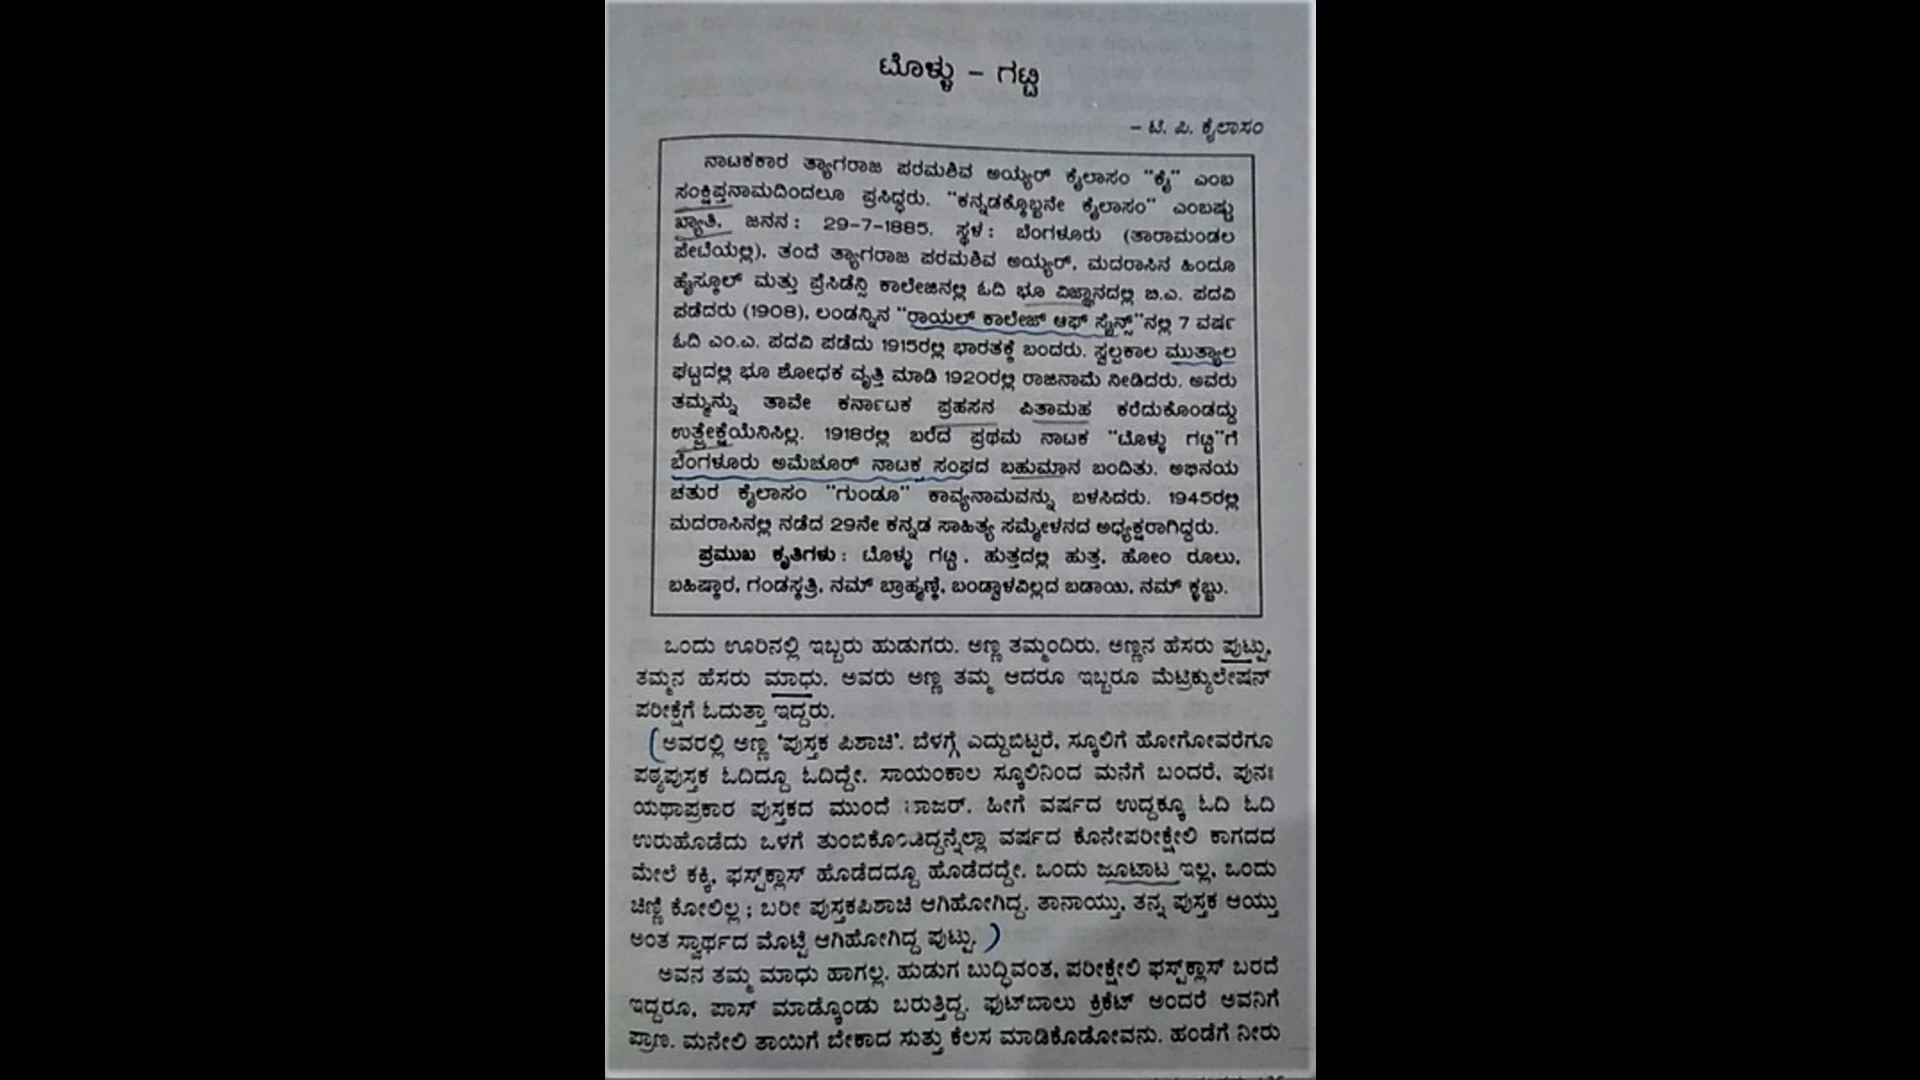 ಟೊಳ್ಳು – ಗಟ್ಟಿ
– ಟಿ. ಪಿ. ಕೈಲಾಸಂ
ನಾಟಕಕಾರ ತ್ಯಾಗರಾಜ ಪರಮಶಿವ ಅಯ್ಯರ್ ಕೈಲಾಸಂ "ಕೈ" ಎಂಬ
ಸಂಕ್ಷಿಪ್ತನಾಮದಿಂದಲೂ ಪ್ರಸಿದ್ಧರು. "ಕನ್ನಡಕ್ಕೊಬ್ಬನೇ ಕೈಲಾಸಂ" ಎಂಬಷ್ಟು
ಖ್ಯಾತಿ. ಜನನ : 29-7-1885. ಸ್ಥಳ : ಬೆಂಗಳೂರು (ತಾರಾಮಂಡಲ
ಪೇಟೆಯಲ್ಲಿ). ತಂದೆ ತ್ಯಾಗರಾಜ ಪರಮಶಿವ ಅಯ್ಯರ್. ಮದರಾಸಿನ ಹಿಂದೂ
ಹೈಸ್ಕೂಲ್ ಮತ್ತು ಪ್ರೆಸಿಡೆನ್ಸಿ ಕಾಲೇಜಿನಲ್ಲಿ ಓದಿ ಭೂ ವಿಜ್ಞಾನದಲ್ಲಿ ಬಿ.ಎ. ಪದವಿ
ಪಡೆದರು (1908). ಲಂಡನ್ನಿನ "ರಾಯಲ್ ಕಾಲೇಜ್ ಆಫ್ ಸೈನ್ಸ್"ನಲ್ಲಿ 7 ವರ್ಷ
ಓದಿ ಎಂ.ಎ. ಪದವಿ ಪಡೆದು 1915ರಲ್ಲಿ ಭಾರತಕ್ಕೆ ಬಂದರು. ಸ್ವಲ್ಪಕಾಲ ಮುತ್ಯಾಲ
ಘಟ್ಟದಲ್ಲಿ ಭೂ ಶೋಧಕ ವೃತ್ತಿ ಮಾಡಿ 1920ರಲ್ಲಿ ರಾಜಿನಾಮೆ ನೀಡಿದರು. ಅವರು
ತಮ್ಮನ್ನು ತಾವೇ ಕರ್ನಾಟಕ ಪ್ರಹಸನ ಪಿತಾಮಹ ಕರೆದುಕೊಂಡದ್ದು
ಉತ್ಪ್ರೇಕ್ಷೆಯೆನಿಸಿಲ್ಲ. 1918ರಲ್ಲಿ ಬರೆದ ಪ್ರಥಮ ನಾಟಕ "ಟೊಳ್ಳು ಗಟ್ಟಿ"ಗೆ
ಬೆಂಗಳೂರು ಅಮೆಚೂರ್ ನಾಟಕ ಸಂಘದ ಬಹುಮಾನ ಬಂದಿತು. ಅಭಿನಯ
ಚತುರ ಕೈಲಾಸಂ "ಗುಂಡೂ" ಕಾವ್ಯನಾಮವನ್ನು ಬಳಸಿದರು. 1945ರಲ್ಲಿ
ಮದರಾಸಿನಲ್ಲಿ ನಡೆದ 29ನೇ ಕನ್ನಡ ಸಾಹಿತ್ಯ ಸಮ್ಮೇಳನದ ಅಧ್ಯಕ್ಷರಾಗಿದ್ದರು.
ಪ್ರಮುಖ ಕೃತಿಗಳು : ಟೊಳ್ಳು ಗಟ್ಟಿ, ಹುತ್ತದಲ್ಲಿ ಹುತ್ತ, ಹೋಂ ರೂಲು,
ಬಹಿಷ್ಕಾರ, ಗಂಡಸ್ಕತ್ರಿ, ನಮ್ ಬ್ರಾಹ್ಮಣ್ಕೆ, ಬಂಡ್ವಾಳವಿಲ್ಲದ ಬಡಾಯಿ, ನಮ್ ಕ್ಲಬ್ಬು.
ಒಂದು ಊರಿನಲ್ಲಿ ಇಬ್ಬರು ಹುಡುಗರು. ಅಣ್ಣ ತಮ್ಮಂದಿರು. ಅಣ್ಣನ ಹೆಸರು ಪುಟ್ಟು,
ತಮ್ಮನ ಹೆಸರು ಮಾಧು. ಅವರು ಅಣ್ಣ ತಮ್ಮ ಆದರೂ ಇಬ್ಬರೂ ಮೆಟ್ರಿಕ್ಯುಲೇಷನ್
ಪರೀಕ್ಷೆಗೆ ಓದುತ್ತಾ ಇದ್ದರು.
ಅವರಲ್ಲಿ ಅಣ್ಣ 'ಪುಸ್ತಕ ಪಿಶಾಚಿ'. ಬೆಳಗ್ಗೆ ಎದ್ದುಬಿಟ್ಟರೆ, ಸ್ಕೂಲಿಗೆ ಹೋಗೋವರೆಗೂ
ಪಠ್ಯಪುಸ್ತಕ ಓದಿದ್ದೂ ಓದಿದ್ದೇ. ಸಾಯಂಕಾಲ ಸ್ಕೂಲಿನಿಂದ ಮನೆಗೆ ಬಂದರೆ, ಪುನಃ
ಯಥಾಪ್ರಕಾರ ಪುಸ್ತಕದ ಮುಂದೆ ಹಾಜರ್. ಹೀಗೆ ವರ್ಷದ ಉದ್ದಕ್ಕೂ ಓದಿ ಓದಿ
ಉರುಹೊಡೆದು ಒಳಗೆ ತುಂಬಿಕೊಂಡಿದ್ದನ್ನೆಲ್ಲಾ ವರ್ಷದ ಕೊನೇಪರೀಕ್ಷೇಲಿ ಕಾಗದದ
ಮೇಲೆ ಕಕ್ಕಿ, ಫಸ್ಟ್‌ಕ್ಲಾಸ್ ಹೊಡೆದದ್ದೂ ಹೊಡೆದದ್ದೇ. ಒಂದು ಜೂಟಾಟ ಇಲ್ಲ, ಒಂದು
ಚಿಣ್ಣಿ ಕೋಲಿಲ್ಲ ; ಬರೀ ಪುಸ್ತಕಪಿಶಾಚಿ ಆಗಿಹೋಗಿದ್ದ. ತಾನಾಯ್ತು, ತನ್ನ ಪುಸ್ತಕ ಆಯ್ತು
ಅಂತ ಸ್ವಾರ್ಥದ ಮೊಟ್ಟೆ ಆಗಿಹೋಗಿದ್ದ ಪುಟ್ಟು.
ಅವನ ತಮ್ಮ ಮಾಧು ಹಾಗಲ್ಲ. ಹುಡುಗ ಬುದ್ಧಿವಂತ, ಪರೀಕ್ಷೇಲಿ ಫಸ್ಟ್‌ಕ್ಲಾಸ್ ಬರದೆ
ಇದ್ದರೂ, ಪಾಸ್ ಮಾಡ್ಕೊಂಡು ಬರುತ್ತಿದ್ದ. ಫುಟ್‌ಬಾಲು ಕ್ರಿಕೆಟ್ ಅಂದರೆ ಅವನಿಗೆ
ಪ್ರಾಣ. ಮನೇಲಿ ತಾಯಿಗೆ ಬೇಕಾದ ಸುತ್ತು ಕೆಲಸ ಮಾಡಿಕೊಡೋವನು. ಹಂಡೆಗೆ ನೀರು